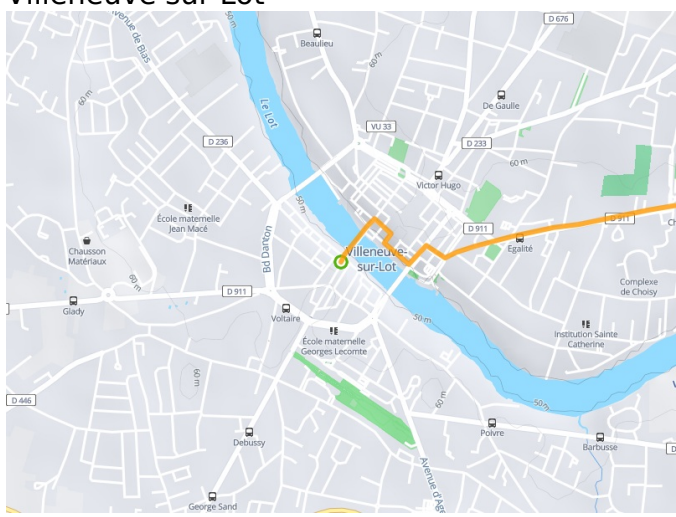 Villeneuve-sur-Lot
D 676
Avenue de Bias
50 m
Beaulieu
60 m
60 m
De Gaulle
Le Lot
VU 33
D 236
D 233
60 m
Victor Hugo
50 m
École maternelle
Jean Macé
D 911
D 911
Bd Danton
Égalité
Chausson
Matériaux
Villeneuve-
sur-Lot
60 m
D 911
Complexe
de Choisy
Glady
Voltaire
50 m
École maternelle
Georges Lecomte
Institution Sainte
Catherine
60 m
D 446
60 m
50 m
Poivre
Debussy
Barbusse
George Sand